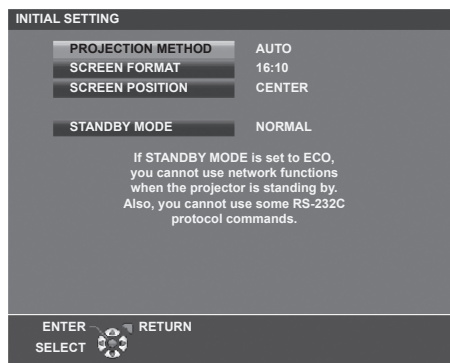 INITIAL SETTING
PROJECTION METHOD AUTO
SCREEN FORMAT 16:10
SCREEN POSITION CENTER
STANDBY MODE NORMAL
If STANDBY MODE is set to ECO,
you cannot use network functions
when the projector is standing by.
Also, you cannot use some RS-232C
protocol commands.
ENTER RETURN
SELECT